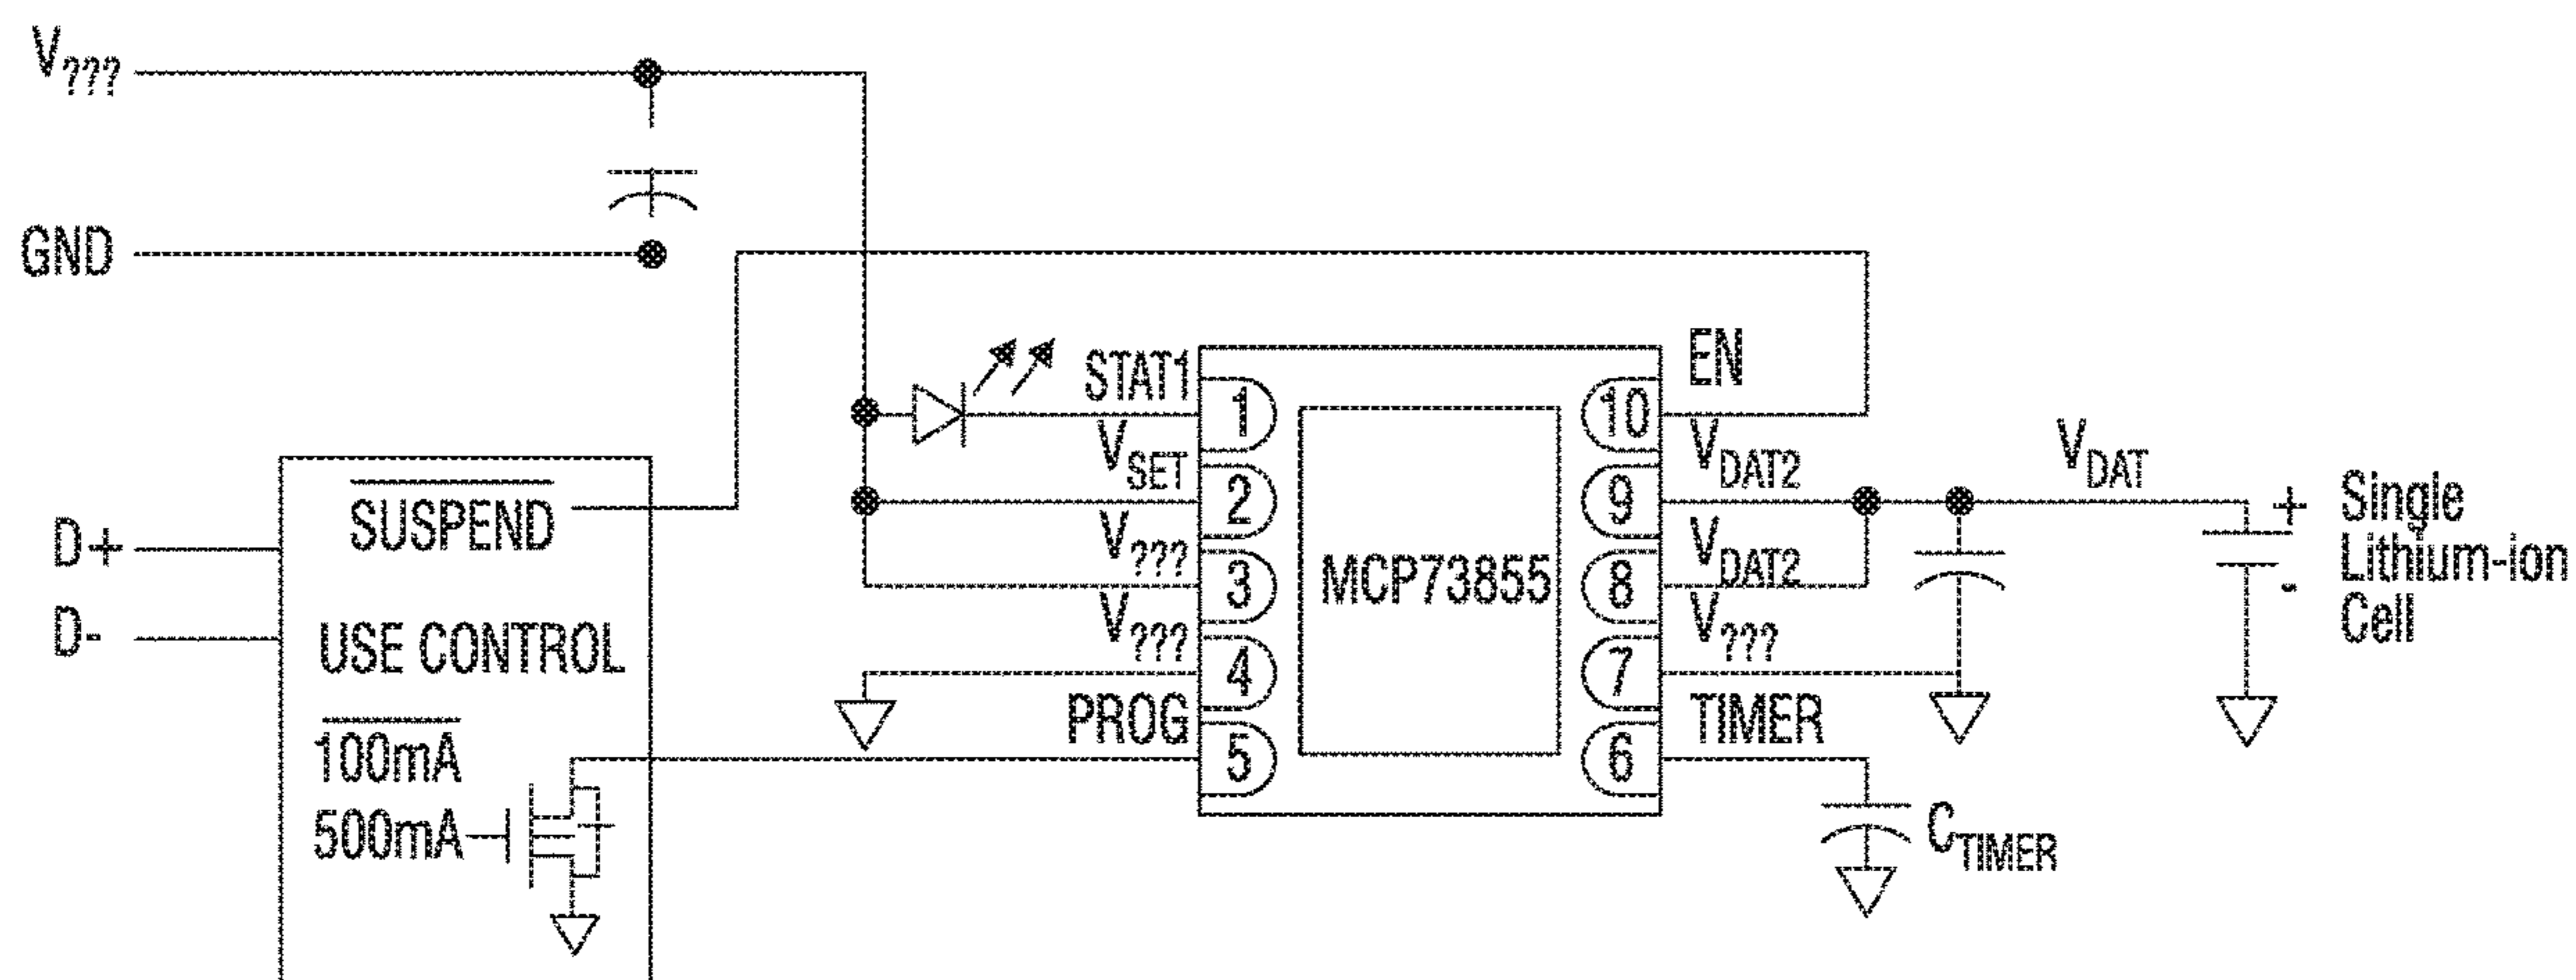 V???
GND
D+
D-
SUSPEND
USE CONTROL
100mA
500mA
STAT1
VSET
V???
V???
PROG
1
2
3
4
5
MCP73855
10
9
8
7
6
EN
VDAT2
VDAT2
V???
TIMER
VDAT
CTIMER
+
-
Single
Lithium-ion
Cell